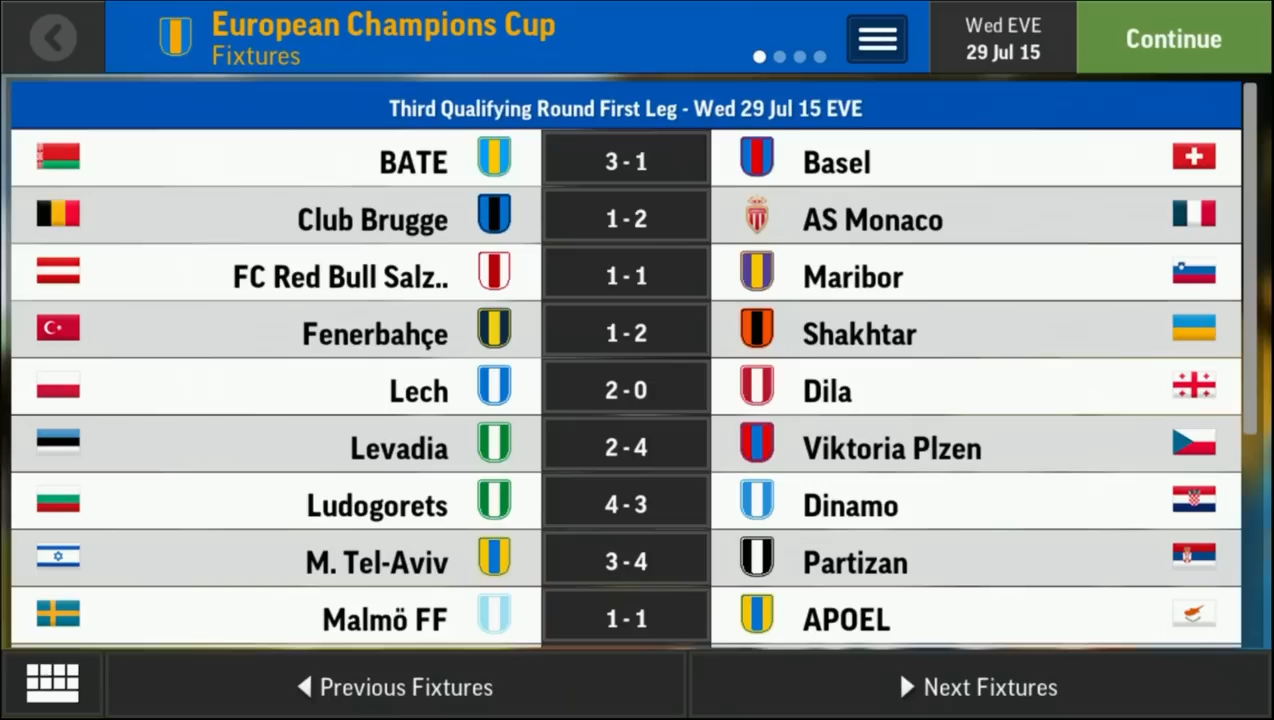 European Champions Cup
Fixtures
Wed EVE
29 Jul 15
Continue
Third Qualifying Round First Leg - Wed 29 Jul 15 EVE
BATE 3 - 1 Basel
Club Brugge 1 - 2 AS Monaco
FC Red Bull Salz.. 1 - 1 Maribor
Fenerbahçe 1 - 2 Shakhtar
Lech 2 - 0 Dila
Levadia 2 - 4 Viktoria Plzen
Ludogorets 4 - 3 Dinamo
M. Tel-Aviv 3 - 4 Partizan
Malmö FF 1 - 1 APOEL
Previous Fixtures
Next Fixtures